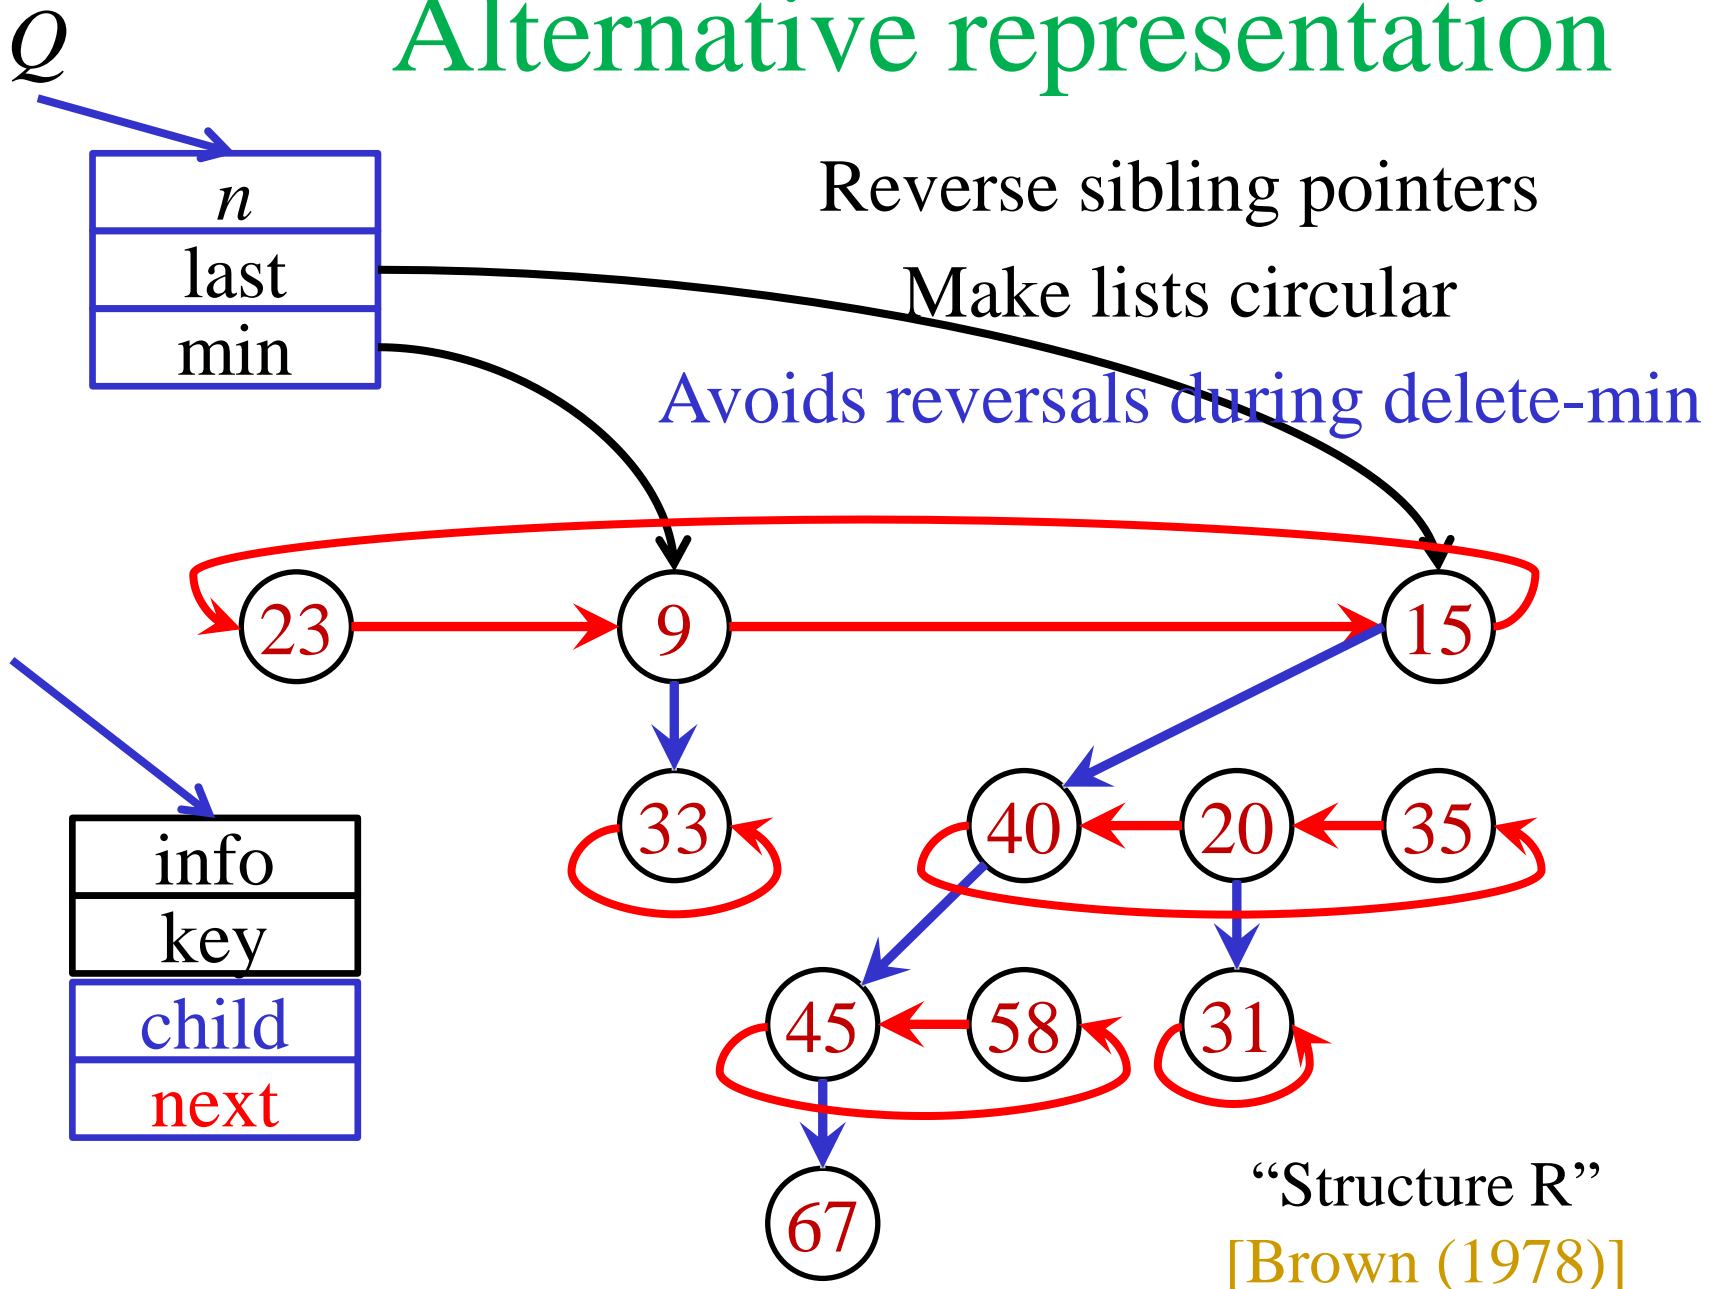 Q
Alternative representation
n
last
min
Reverse sibling pointers
Make lists circular
Avoids reversals during delete-min
23
9
15
33
40
20
35
info
key
child
next
45
58
31
67
“Structure R”
[Brown (1978)]